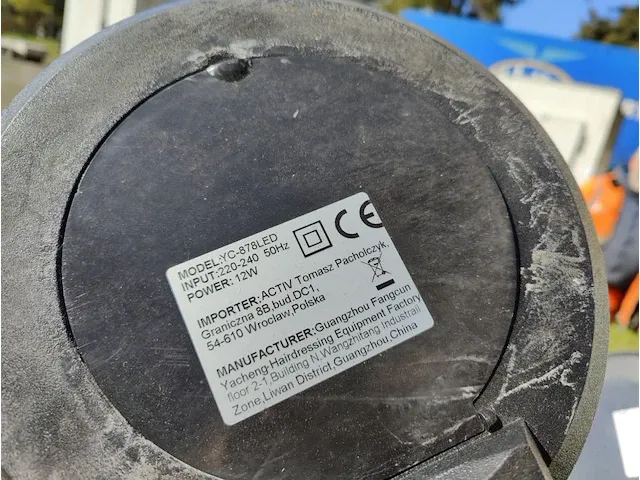 MODEL:YC-878LED
INPUT:220-240 50Hz
POWER: 12W
CE
IMPORTER:ACTIV Tomasz Pacholczyk,
Graniczna 8B,bud.DC1,
54-610 Wroclaw,Polska
MANUFACTURER:Guangzhou Fangcun
Yacheng-Hairdressing Equipment Factory
floor 2-1,Building N,Wangzhitang Industriall
Zone,Liwan District,Guangzhou,China